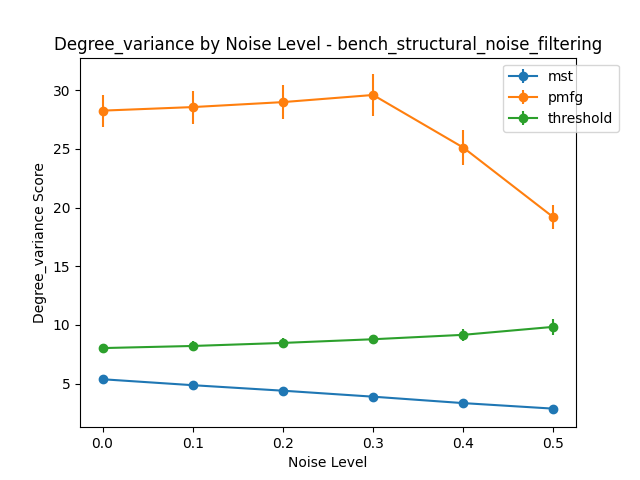 Degree_variance by Noise Level - bench_structural_noise_filtering
mst
pmfg
threshold
30
25
20
15
10
5
Degree_variance Score
0.0 0.1 0.2 0.3 0.4 0.5
Noise Level